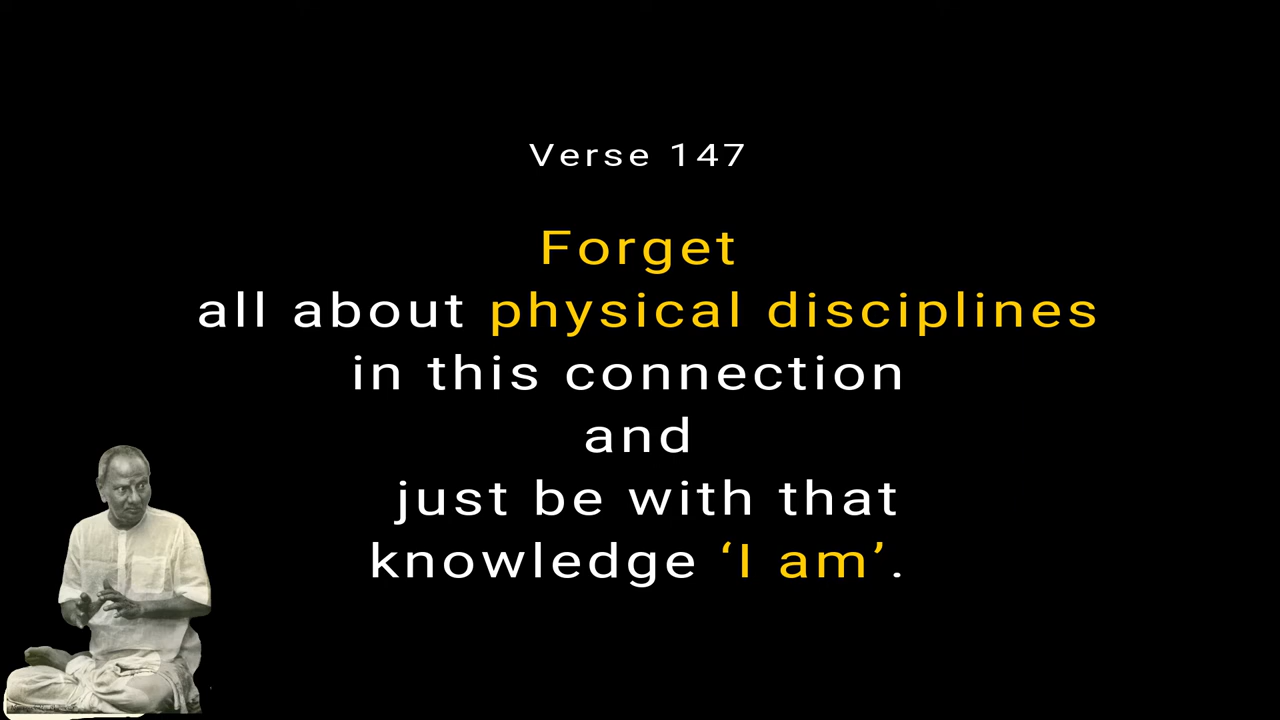 Verse 147
Forget
all about physical disciplines
in this connection
and
just be with that
knowledge ‘I am’.